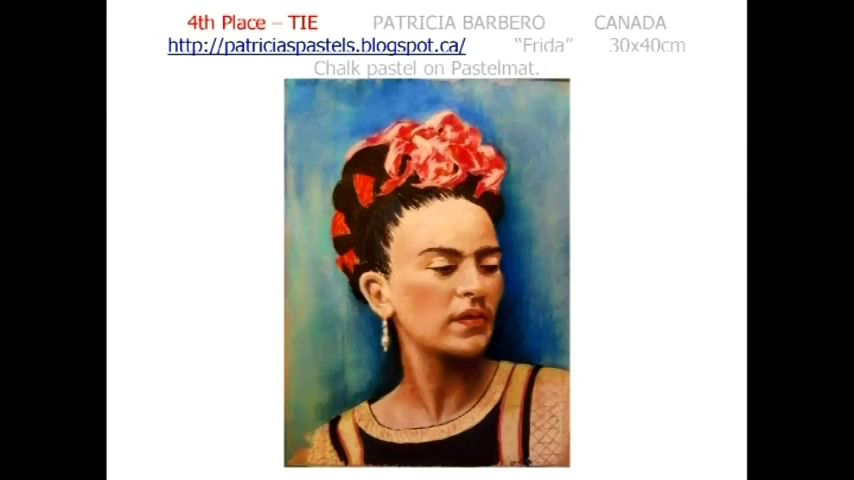 4th Place – TIE PATRICIA BARBERO CANADA
http://patriciaspastels.blogspot.ca/ “Frida” 30x40cm
Chalk pastel on Pastelmat.